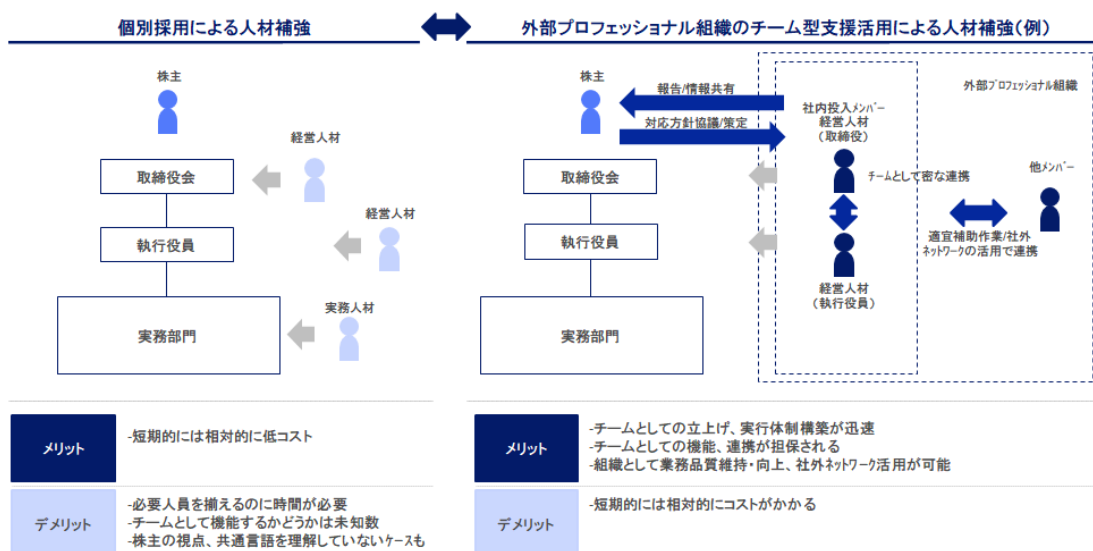 個別採用による人材補強
外部プロフェッショナル組織のチーム型支援活用による人材補強(例)
株主
経営人材
取締役会
経営人材
執行役員
実務人材
実務部門
株主
報告/情報共有
対応方針協議/策定
外部プロフェッショナル組織
社内投入メンバー
経営人材
(取締役)
取締役会
チームとして密な連携
他メンバー
執行役員
適宜補助作業/社外
ネットワークの活用で連携
経営人材
(執行役員)
実務部門
メリット
-短期的には相対的に低コスト
デメリット
-必要人員を揃えるのに時間が必要
-チームとして機能するかどうかは未知数
-株主の視点、共通言語を理解していないケースも
メリット
-チームとしての立上げ、実行体制構築が迅速
-チームとしての機能、連携が担保される
-組織として業務品質維持・向上、社外ネットワーク活用が可能
デメリット
-短期的には相対的にコストがかかる